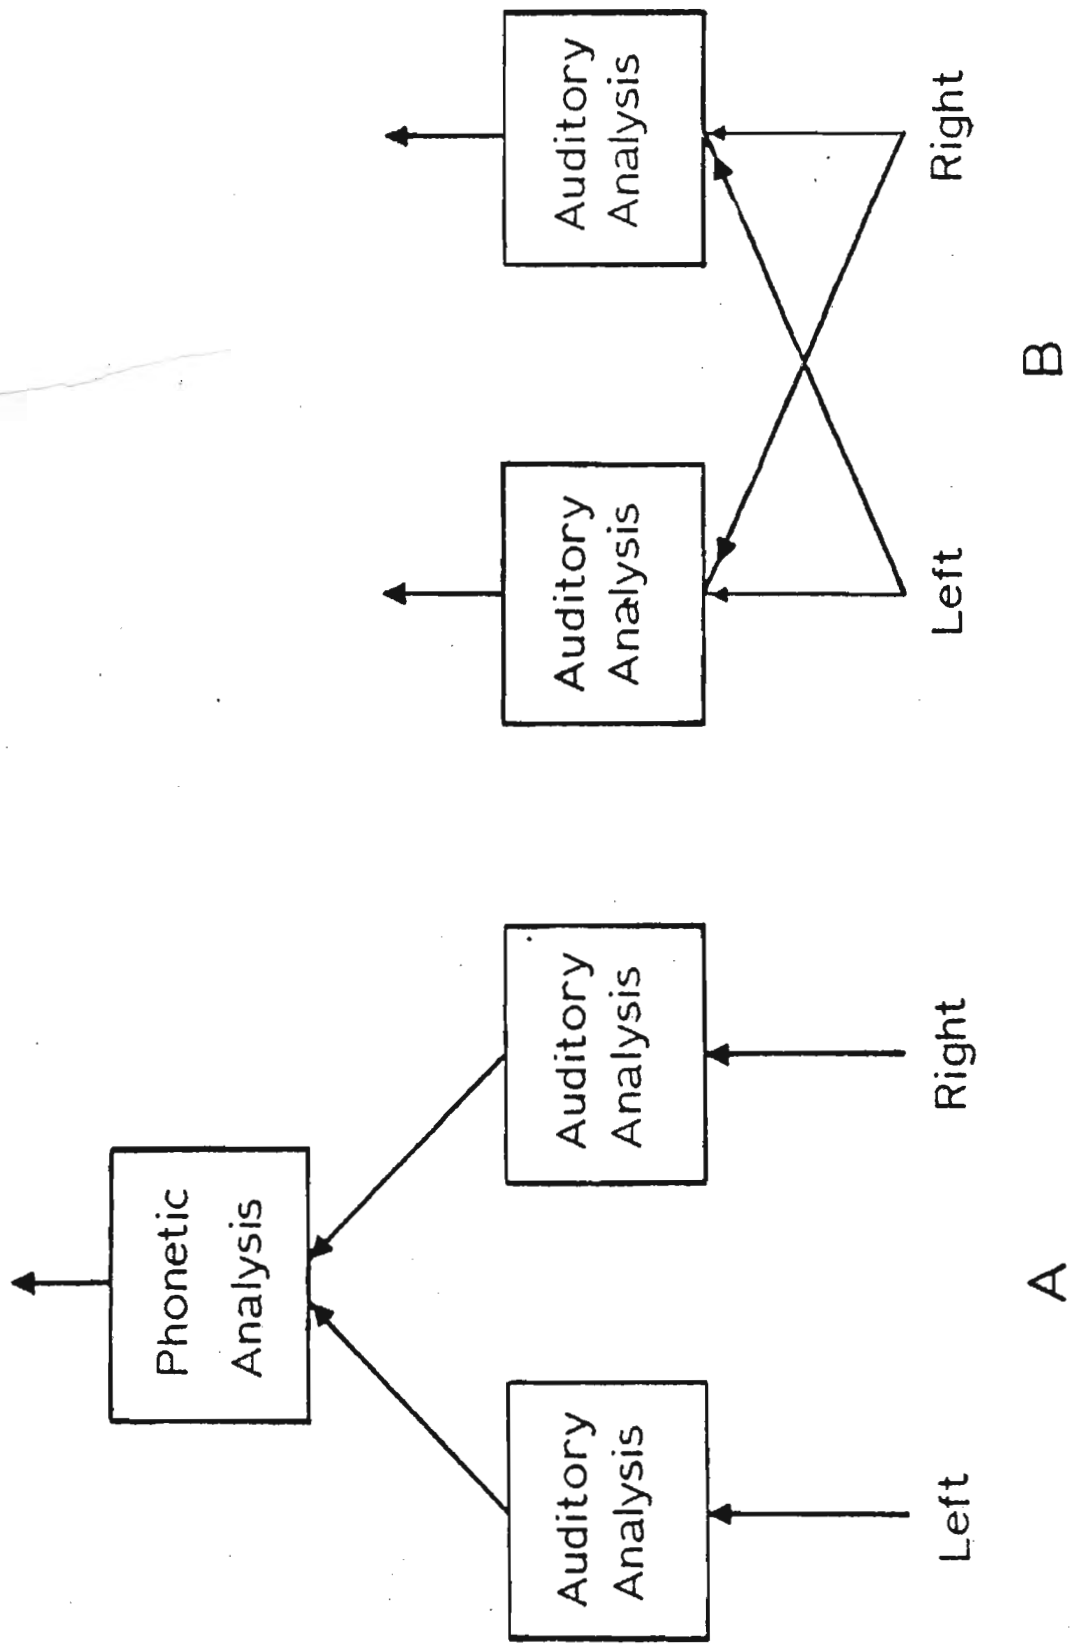 Phonetic
Analysis
Auditory
Analysis
Auditory
Analysis
Left
Right
A
Auditory
Analysis
Auditory
Analysis
Left
Right
B